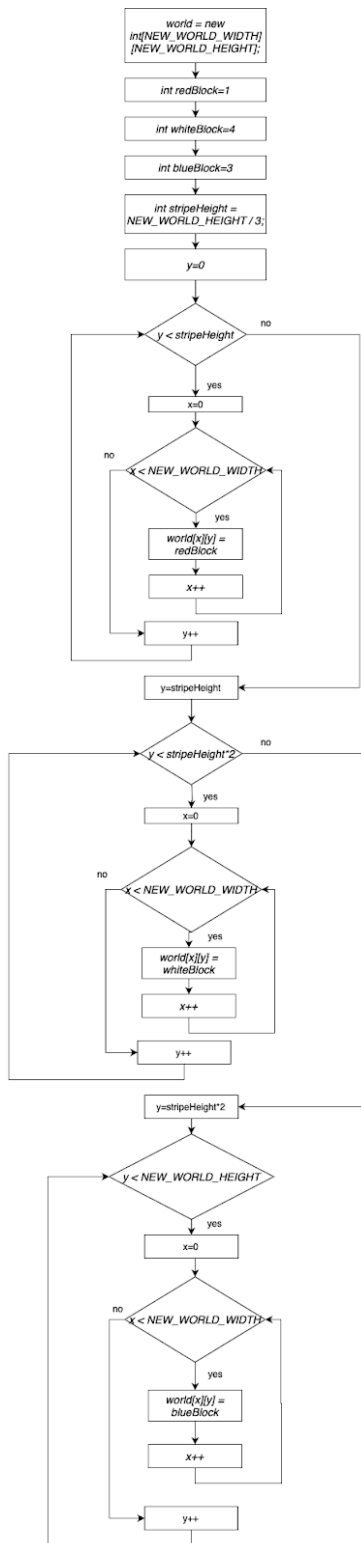 world = new
int[NEW_WORLD_WIDTH]
[NEW_WORLD_HEIGHT];
int redBlock=1
int whiteBlock=4
int blueBlock=3
int stripeHeight =
NEW_WORLD_HEIGHT / 3;
y=0
y < stripeHeight
no
yes
x=0
no
x < NEW_WORLD_WIDTH
yes
world[x][y] =
redBlock
x++
y++
y=stripeHeight
y < stripeHeight*2
no
yes
x=0
no
x < NEW_WORLD_WIDTH
yes
world[x][y] =
whiteBlock
x++
y++
y=stripeHeight*2
y < NEW_WORLD_HEIGHT
yes
x=0
no
x < NEW_WORLD_WIDTH
yes
world[x][y] =
blueBlock
x++
y++